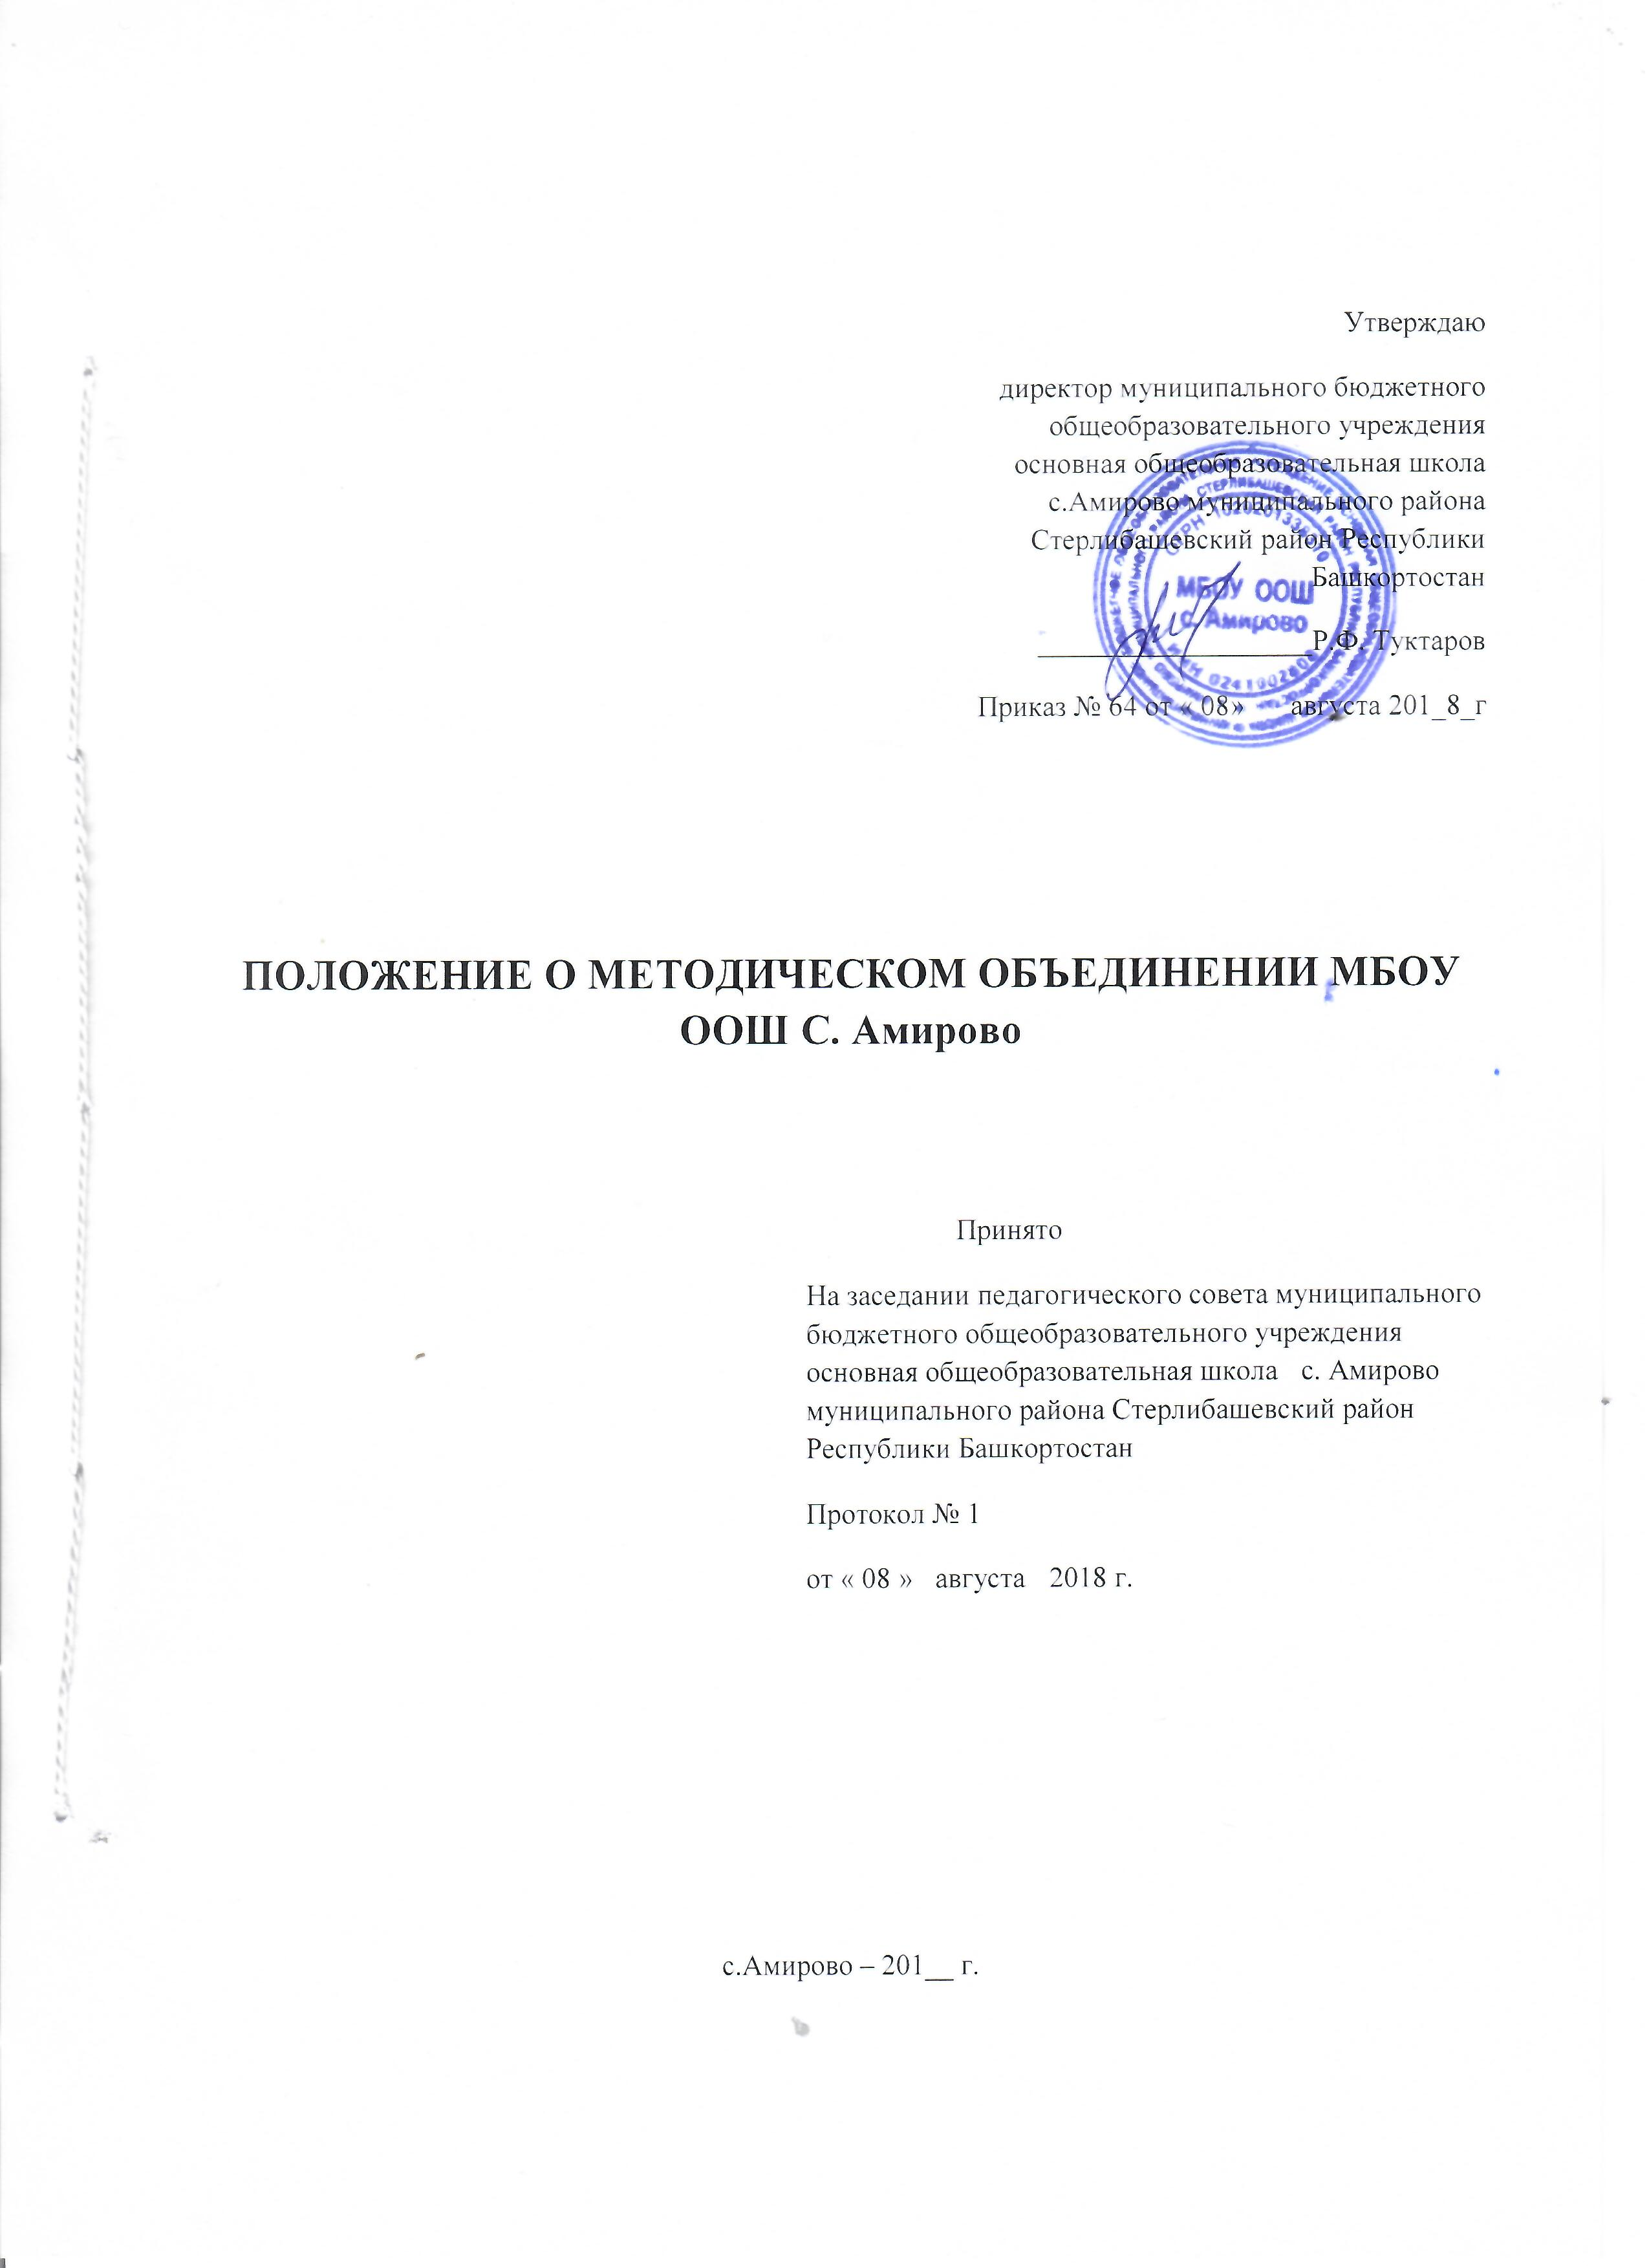 Утверждаю
директор муниципального бюджетного
общеобразовательного учреждения
основная общеобразовательная школа
с.Амирово муниципального района
Стерлибашевский район Республики
Башкортостан
МБОУ ООШ
с. Амирово
____________________Р.Ф. Туктаров
Приказ № 64 от « 08» августа 201_8_г
ПОЛОЖЕНИЕ О МЕТОДИЧЕСКОМ ОБЪЕДИНЕНИИ МБОУ
ООШ С. Амирово
Принято
На заседании педагогического совета муниципального
бюджетного общеобразовательного учреждения
основная общеобразовательная школа с. Амирово
муниципального района Стерлибашевский район
Республики Башкортостан
Протокол № 1
от « 08 » августа 2018 г.
с.Амирово – 201__ г.